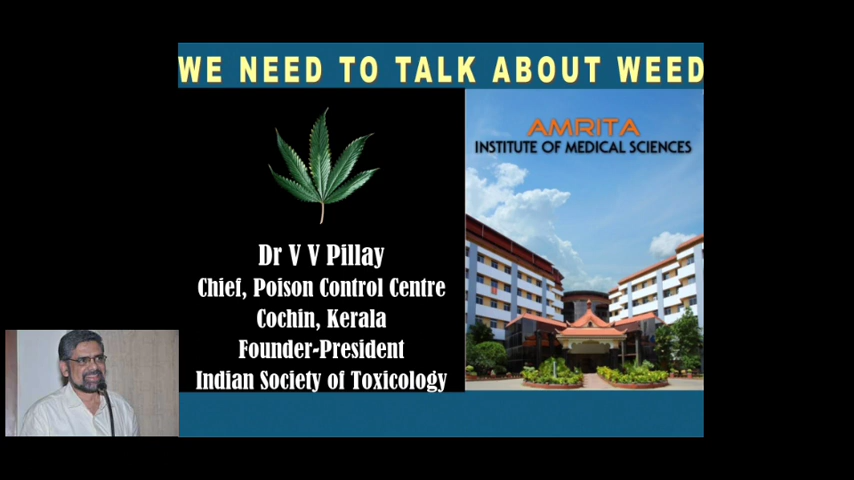 WE NEED TO TALK ABOUT WEED
AMRITA
INSTITUTE OF MEDICAL SCIENCES
Dr V V Pillay
Chief, Poison Control Centre
Cochin, Kerala
Founder-President
Indian Society of Toxicology